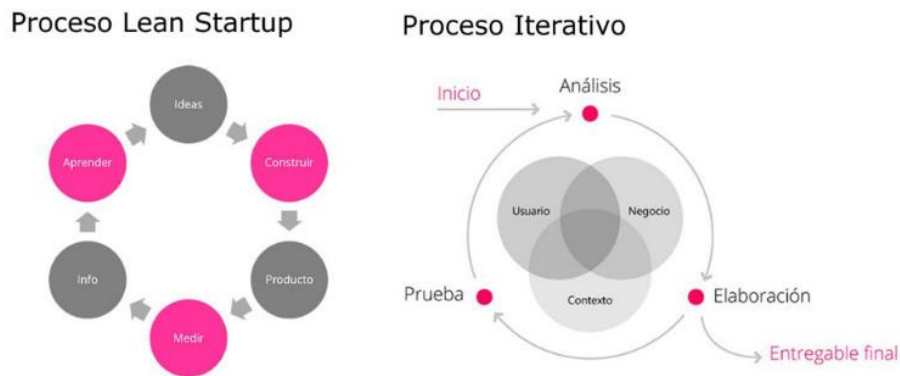 Proceso Lean Startup
Ideas
Construir
Producto
Medir
Info
Aprender
Proceso Iterativo
Inicio
Análisis
Usuario
Negocio
Contexto
Prueba
Elaboración
Entregable final